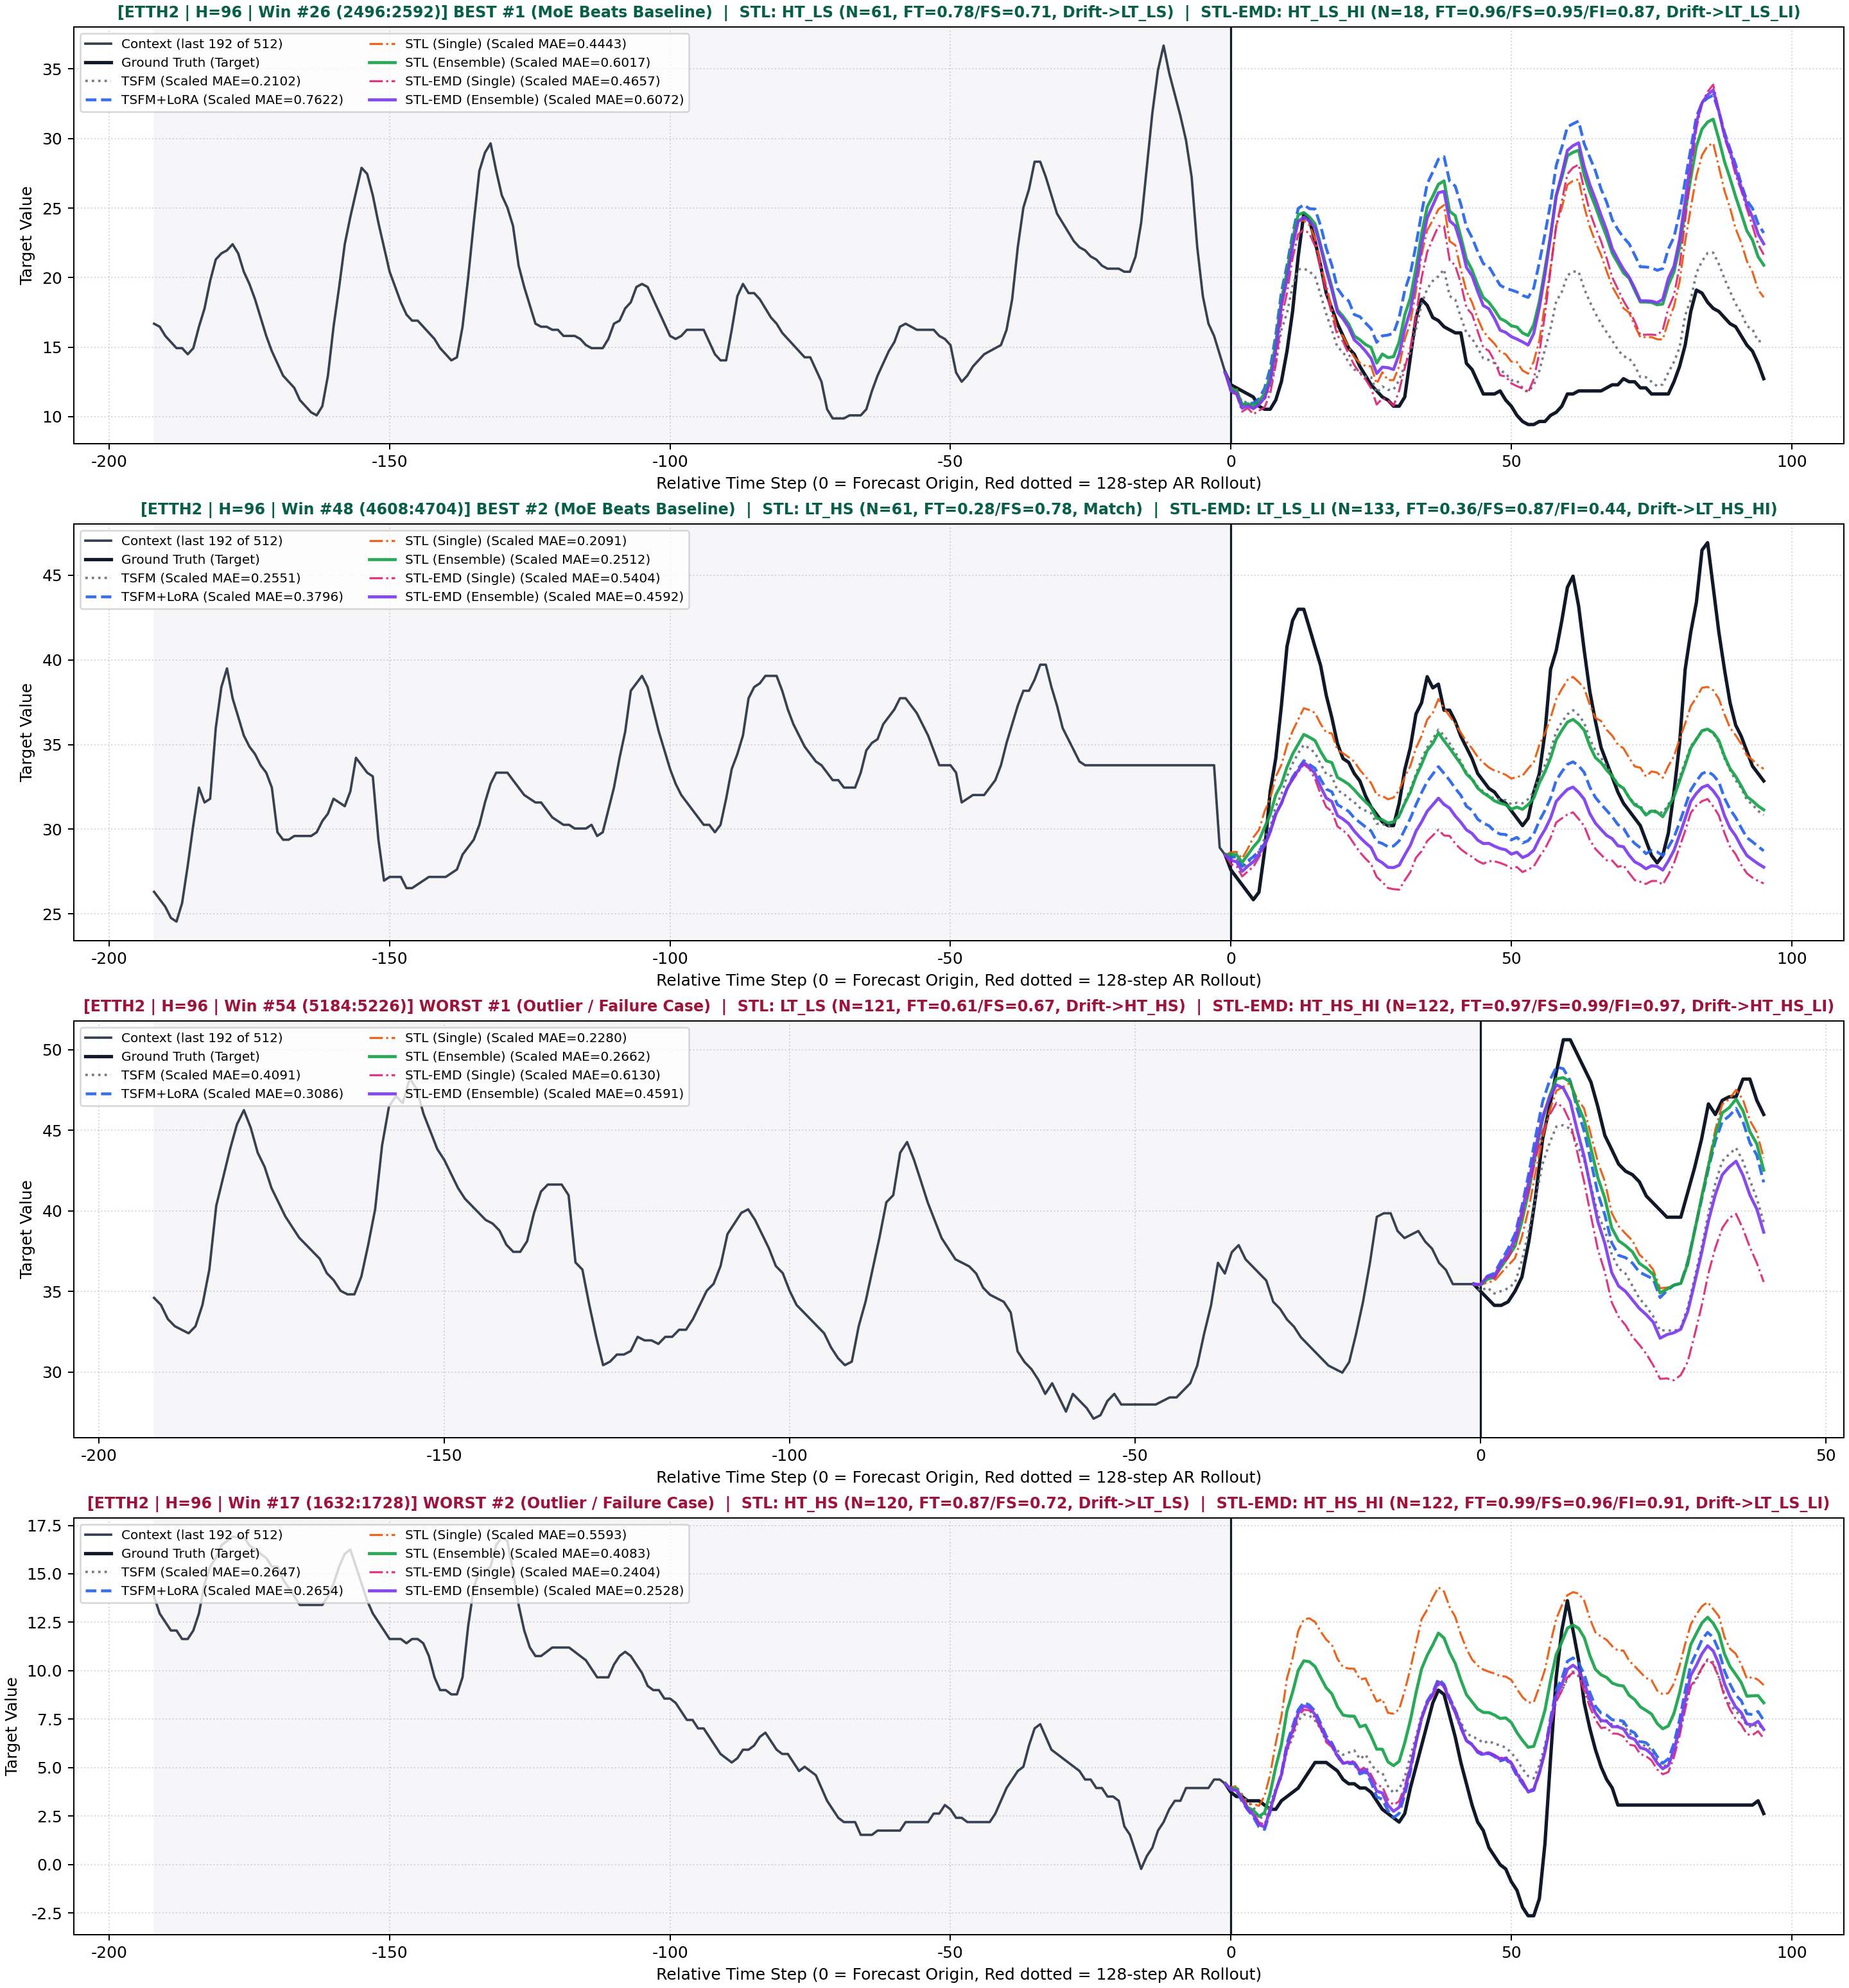 [ETTH2 | H=96 | Win #26 (2496:2592)] BEST #1 (MoE Beats Baseline) | STL: HT_LS (N=61, FT=0.78/FS=0.71, Drift->LT_LS) | STL-EMD: HT_LS_HI (N=18, FT=0.96/FS=0.95/FI=0.87, Drift->LT_LS_LI)
Context (last 192 of 512)
Ground Truth (Target)
TSFM (Scaled MAE=0.2102)
TSFM+LoRA (Scaled MAE=0.7622)
STL (Single) (Scaled MAE=0.4443)
STL (Ensemble) (Scaled MAE=0.6017)
STL-EMD (Single) (Scaled MAE=0.4657)
STL-EMD (Ensemble) (Scaled MAE=0.6072)
Target Value
35
30
25
20
15
10
-200 -150 -100 -50 0 50 100
Relative Time Step (0 = Forecast Origin, Red dotted = 128-step AR Rollout)
[ETTH2 | H=96 | Win #48 (4608:4704)] BEST #2 (MoE Beats Baseline) | STL: LT_HS (N=61, FT=0.28/FS=0.78, Match) | STL-EMD: LT_LS_LI (N=133, FT=0.36/FS=0.87/FI=0.44, Drift->LT_HS_HI)
Context (last 192 of 512)
Ground Truth (Target)
TSFM (Scaled MAE=0.2551)
TSFM+LoRA (Scaled MAE=0.3796)
STL (Single) (Scaled MAE=0.2091)
STL (Ensemble) (Scaled MAE=0.2512)
STL-EMD (Single) (Scaled MAE=0.5404)
STL-EMD (Ensemble) (Scaled MAE=0.4592)
Target Value
45
40
35
30
25
-200 -150 -100 -50 0 50 100
Relative Time Step (0 = Forecast Origin, Red dotted = 128-step AR Rollout)
[ETTH2 | H=96 | Win #54 (5184:5226)] WORST #1 (Outlier / Failure Case) | STL: LT_LS (N=121, FT=0.61/FS=0.67, Drift->HT_HS) | STL-EMD: HT_HS_HI (N=122, FT=0.97/FS=0.99/FI=0.97, Drift->HT_HS_LI)
Context (last 192 of 512)
Ground Truth (Target)
TSFM (Scaled MAE=0.4091)
TSFM+LoRA (Scaled MAE=0.3086)
STL (Single) (Scaled MAE=0.2280)
STL (Ensemble) (Scaled MAE=0.2662)
STL-EMD (Single) (Scaled MAE=0.6130)
STL-EMD (Ensemble) (Scaled MAE=0.4591)
Target Value
50
45
40
35
30
-200 -150 -100 -50 0 50
Relative Time Step (0 = Forecast Origin, Red dotted = 128-step AR Rollout)
[ETTH2 | H=96 | Win #17 (1632:1728)] WORST #2 (Outlier / Failure Case) | STL: HT_HS (N=120, FT=0.87/FS=0.72, Drift->LT_LS) | STL-EMD: HT_HS_HI (N=122, FT=0.99/FS=0.96/FI=0.91, Drift->LT_LS_LI)
Context (last 192 of 512)
Ground Truth (Target)
TSFM (Scaled MAE=0.2647)
TSFM+LoRA (Scaled MAE=0.2654)
STL (Single) (Scaled MAE=0.5593)
STL (Ensemble) (Scaled MAE=0.4083)
STL-EMD (Single) (Scaled MAE=0.2404)
STL-EMD (Ensemble) (Scaled MAE=0.2528)
Target Value
17.5
15.0
12.5
10.0
7.5
5.0
2.5
0.0
-2.5
-200 -150 -100 -50 0 50 100
Relative Time Step (0 = Forecast Origin, Red dotted = 128-step AR Rollout)